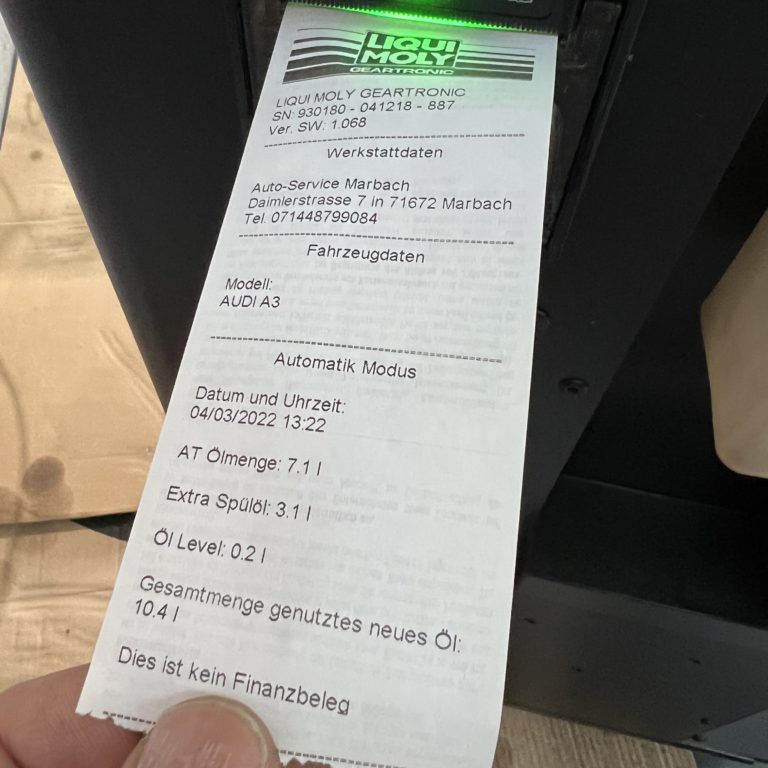 LIQUI
MOLY
GEARTRONIC
LIQUI MOLY GEARTRONIC
SN: 930180 - 041218 - 887
Ver. SW: 1.068
Werkstattdaten
Auto-Service Marbach
Daimlerstrasse 7 in 71672 Marbach
Tel. 071448799084
Fahrzeugdaten
Modell:
AUDI A3
Automatik Modus
Datum und Uhrzeit:
04/03/2022 13:22
AT Ölmenge: 7.1 l
Extra Spülöl: 3.1 l
Öl Level: 0.2 l
Gesamtmenge genutztes neues Öl:
10.4 l
Dies ist kein Finanzbeleg